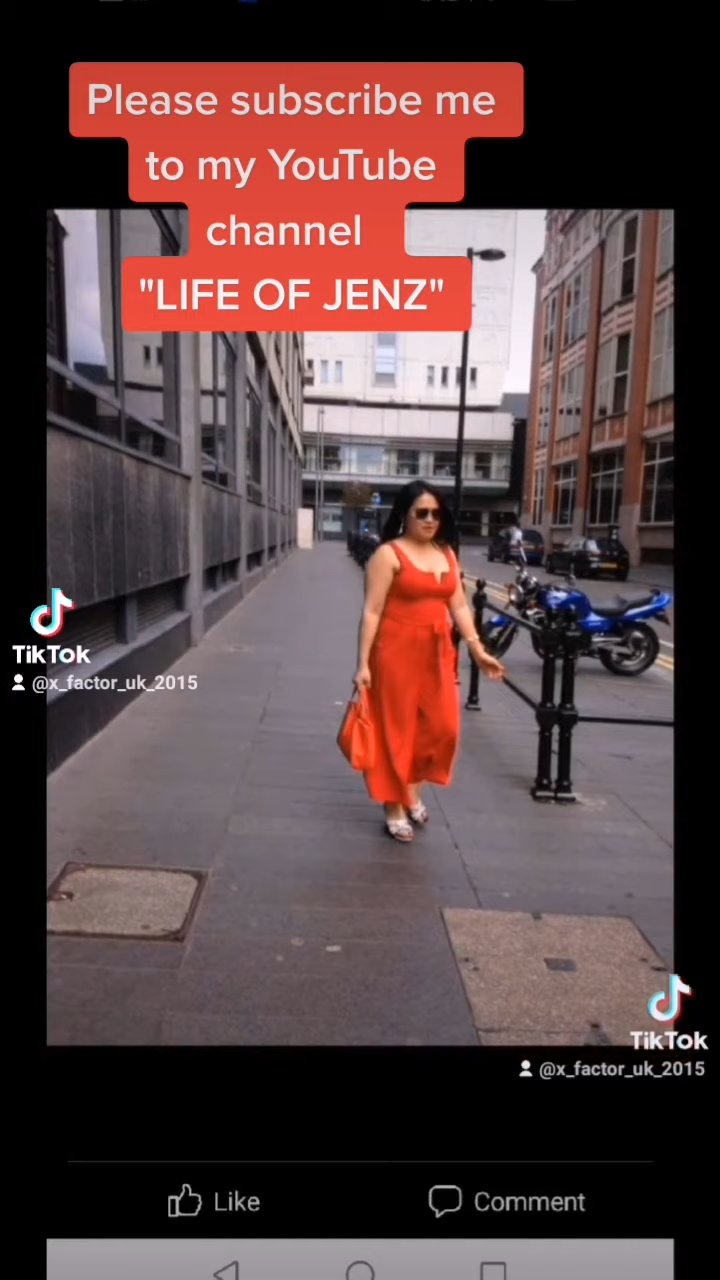 Please subscribe me
to my YouTube
channel
"LIFE OF JENZ"
TikTok
@x_factor_uk_2015
TikTok
@x_factor_uk_2015
Like
Comment